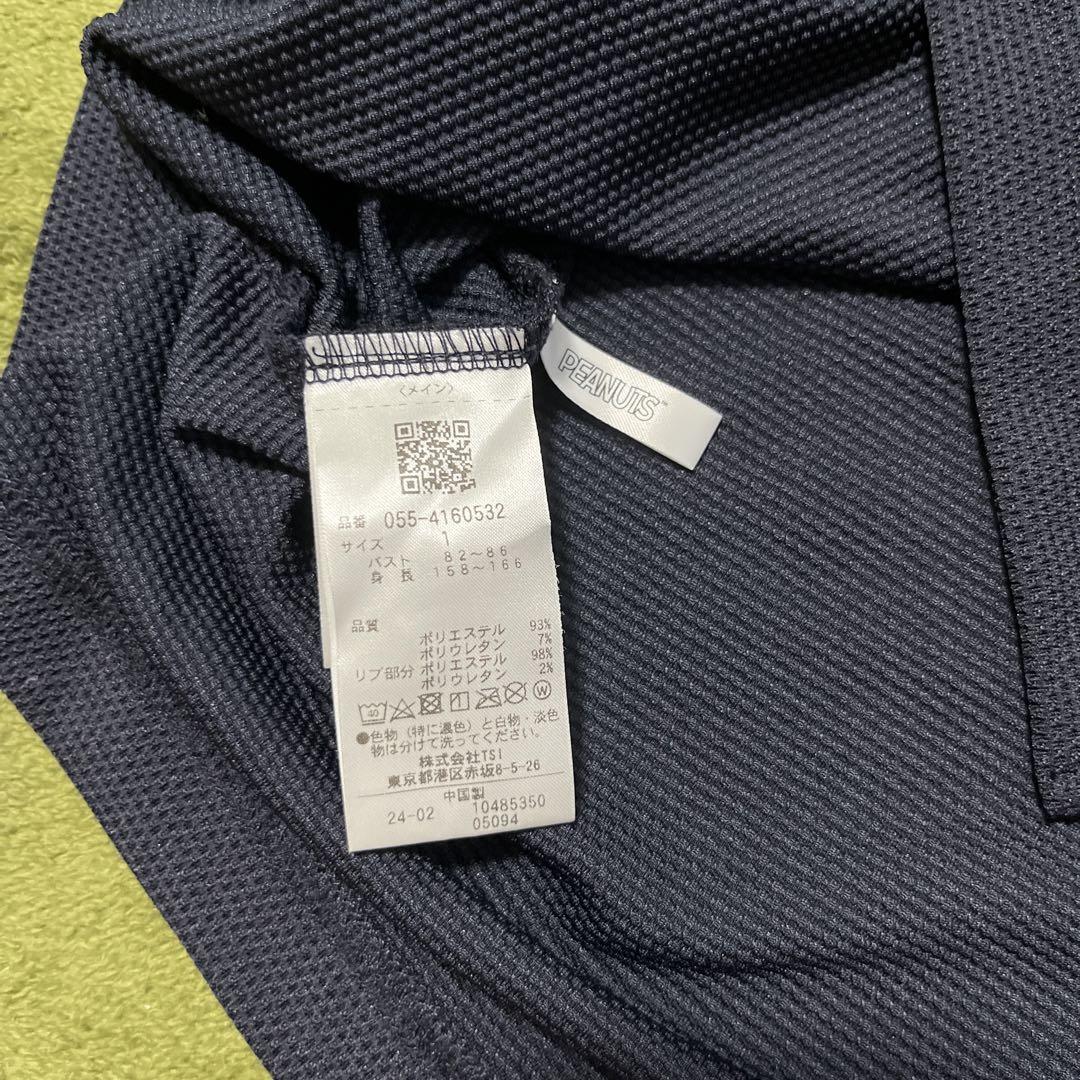 〈メイン〉
品番 055-4160532
サイズ 1
バスト 82～86
身長 158～166
品質 ポリエステル 93%
ポリウレタン 7%
リブ部分 ポリエステル 98%
ポリウレタン 2%
40 W
●色物(特に濃色)と白物・淡色
物は分けて洗ってください。
株式会社TSI
東京都港区赤坂8-5-26
中国製
24-02 10485350
05094
PEANUTS™